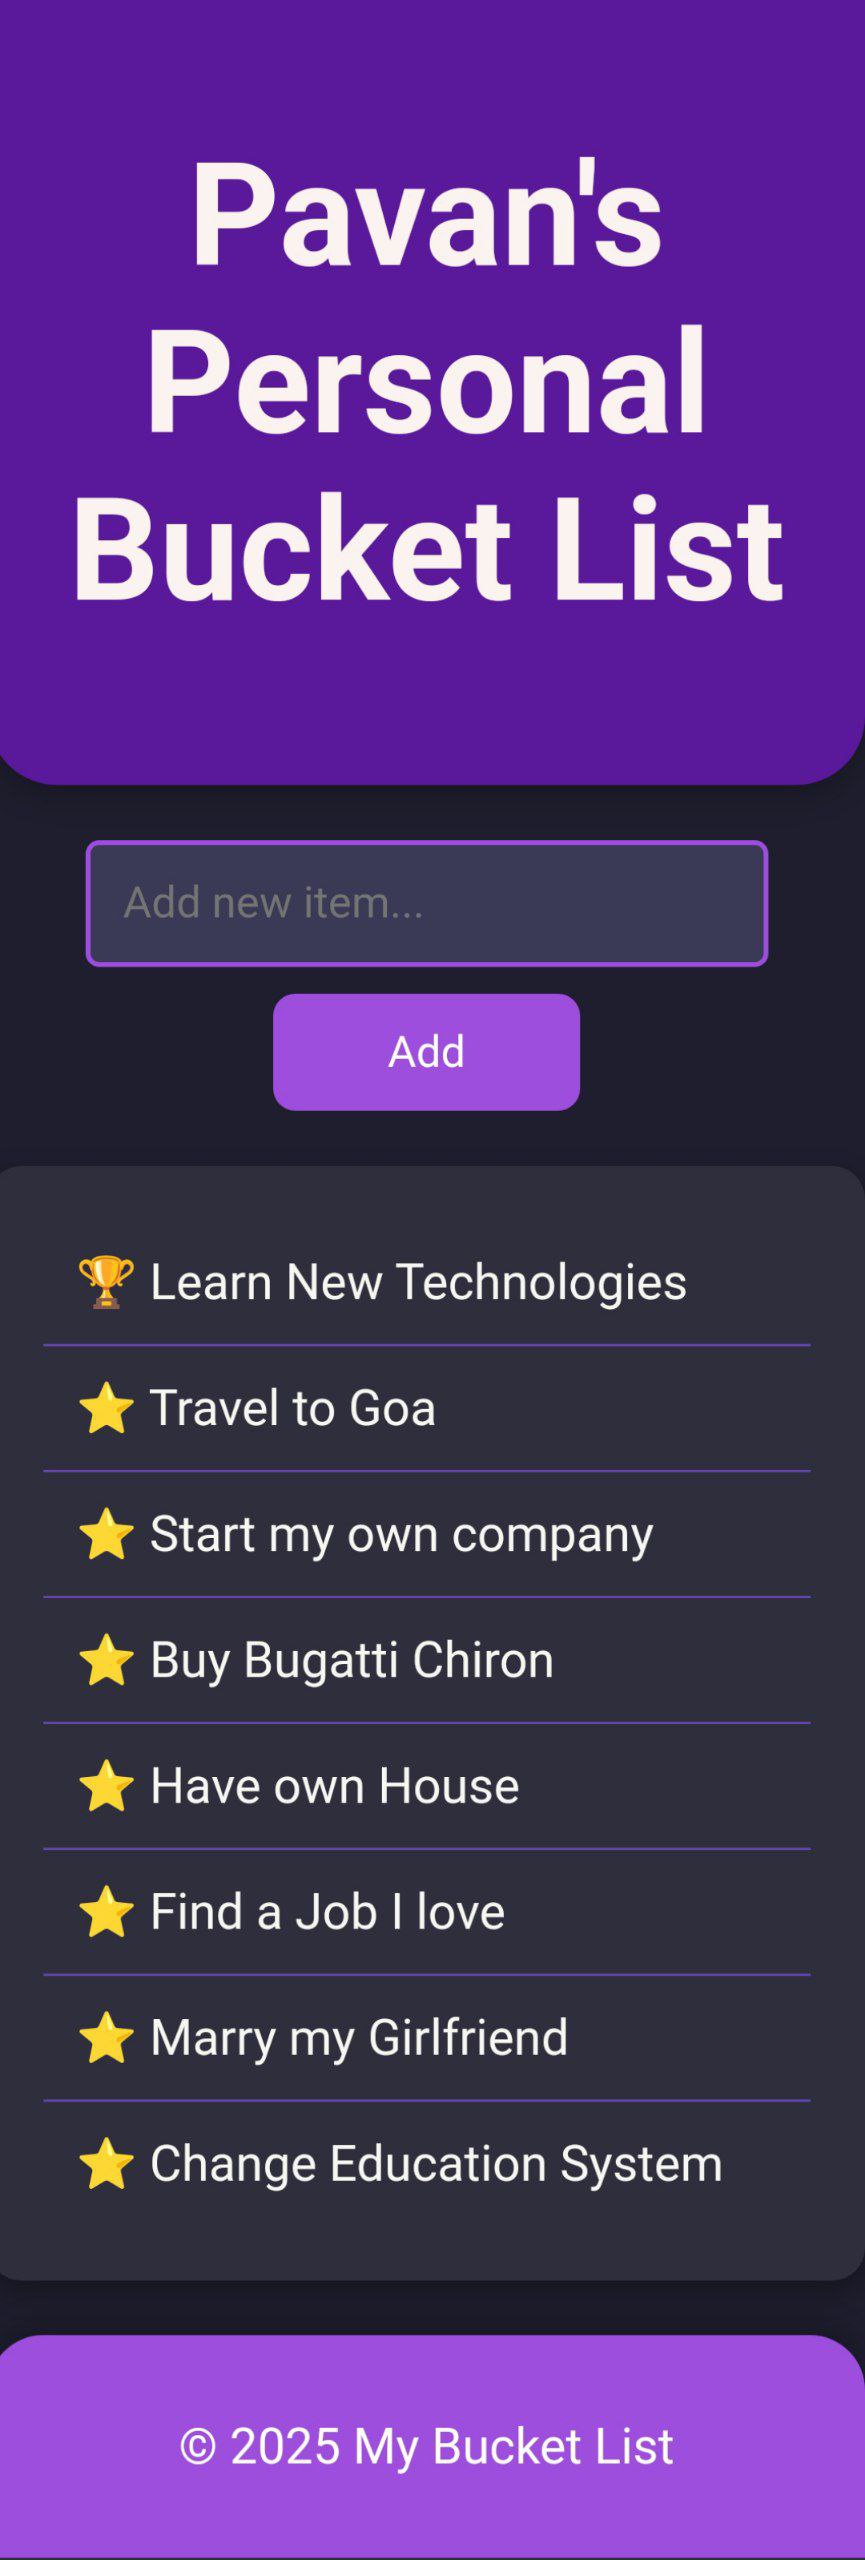 Pavan's
Personal
Bucket List
Add new item...
Add
🏆 Learn New Technologies
⭐ Travel to Goa
⭐ Start my own company
⭐ Buy Bugatti Chiron
⭐ Have own House
⭐ Find a Job I love
⭐ Marry my Girlfriend
⭐ Change Education System
© 2025 My Bucket List